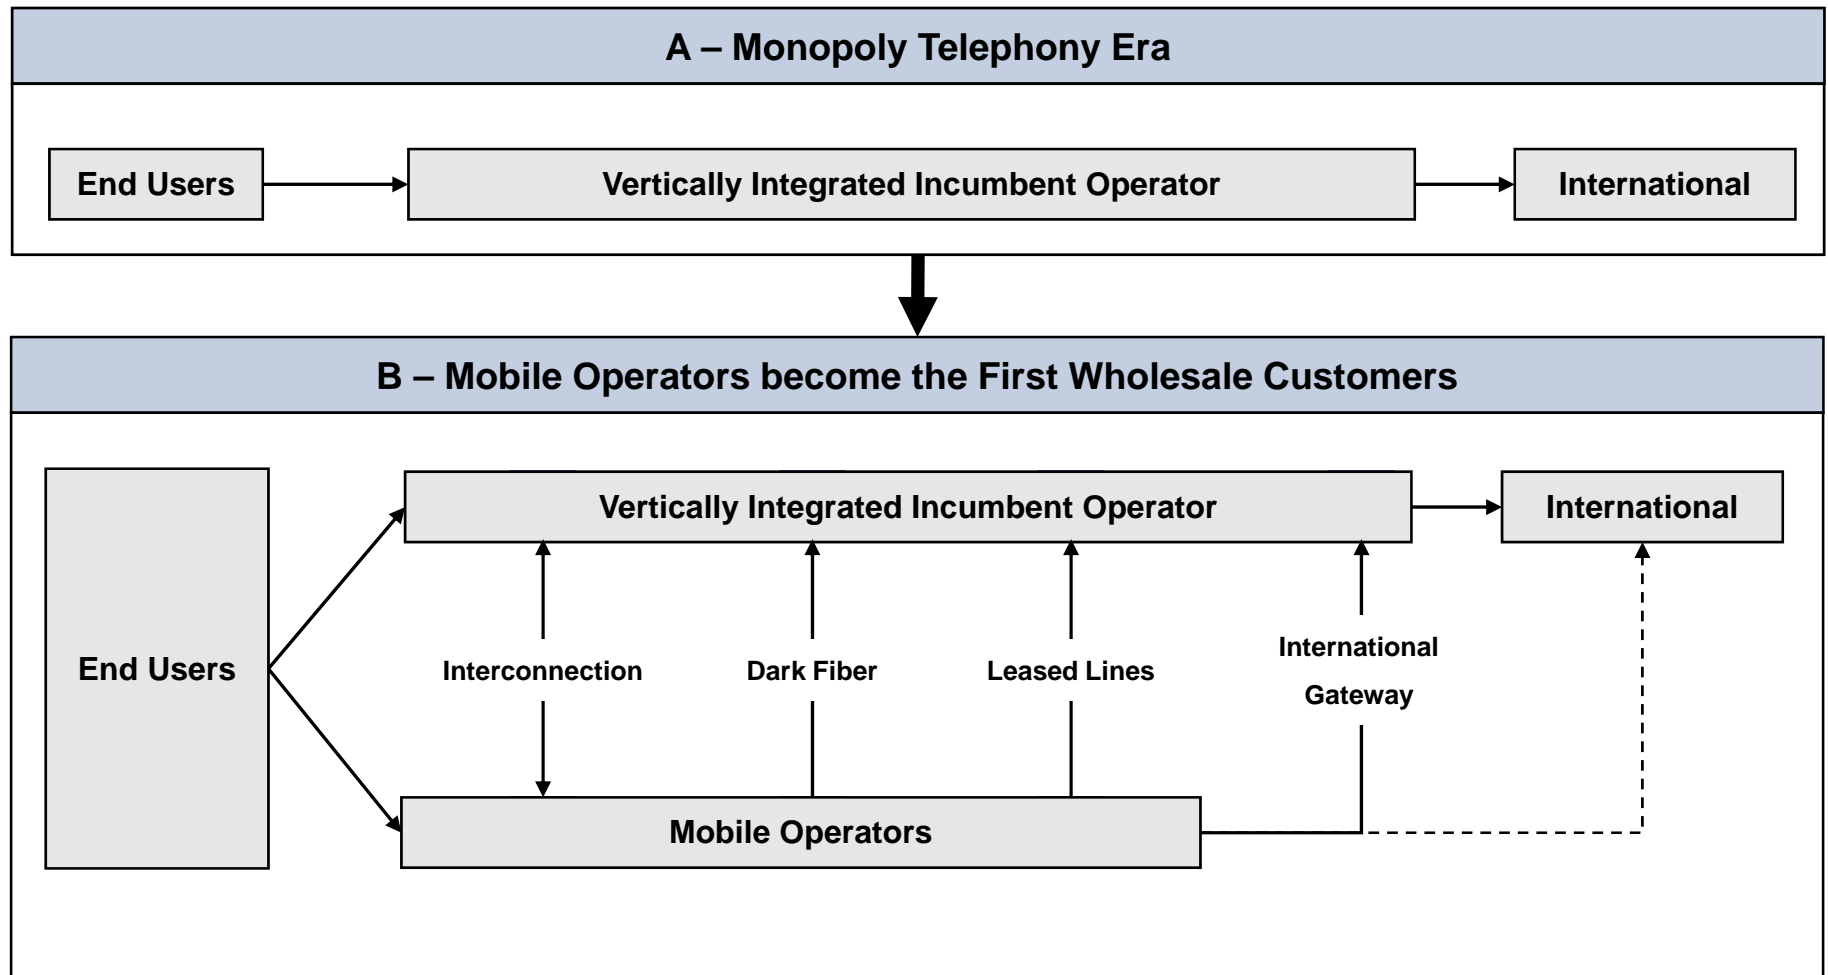 A – Monopoly Telephony Era
End Users
Vertically Integrated Incumbent Operator
International
B – Mobile Operators become the First Wholesale Customers
Vertically Integrated Incumbent Operator
International
End Users
Interconnection
Dark Fiber
Leased Lines
International
Gateway
Mobile Operators